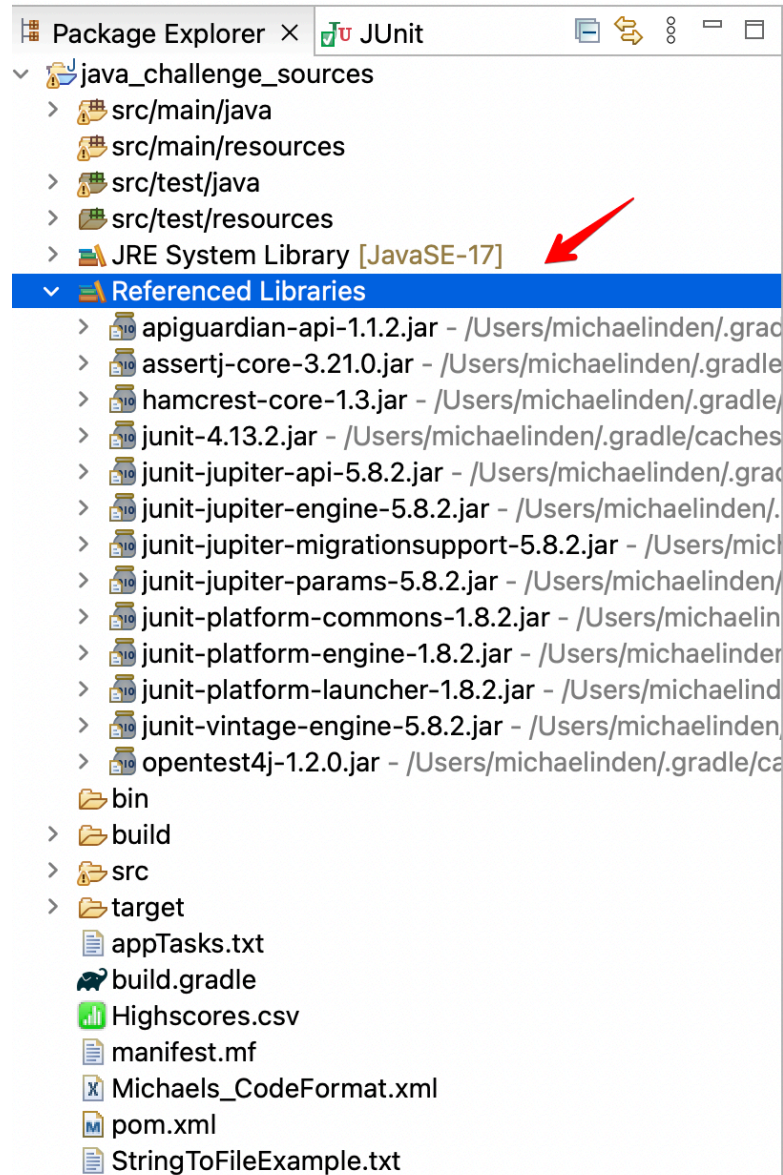 Package Explorer × JU JUnit
java_challenge_sources
src/main/java
src/main/resources
src/test/java
src/test/resources
JRE System Library [JavaSE-17]
Referenced Libraries
apiguardian-api-1.1.2.jar - /Users/michaelinden/.grad
assertj-core-3.21.0.jar - /Users/michaelinden/.gradle
hamcrest-core-1.3.jar - /Users/michaelinden/.gradle/
junit-4.13.2.jar - /Users/michaelinden/.gradle/caches
junit-jupiter-api-5.8.2.jar - /Users/michaelinden/.grad
junit-jupiter-engine-5.8.2.jar - /Users/michaelinden/.
junit-jupiter-migrationsupport-5.8.2.jar - /Users/mich
junit-jupiter-params-5.8.2.jar - /Users/michaelinden/
junit-platform-commons-1.8.2.jar - /Users/michaelin
junit-platform-engine-1.8.2.jar - /Users/michaelinder
junit-platform-launcher-1.8.2.jar - /Users/michaelind
junit-vintage-engine-5.8.2.jar - /Users/michaelinden/
opentest4j-1.2.0.jar - /Users/michaelinden/.gradle/ca
bin
build
src
target
appTasks.txt
build.gradle
Highscores.csv
manifest.mf
Michaels_CodeFormat.xml
pom.xml
StringToFileExample.txt